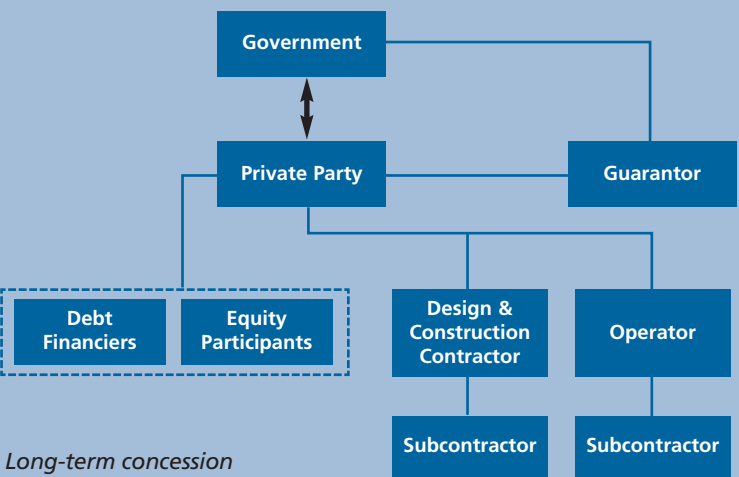 Government
Private Party
Guarantor
Debt
Financiers
Equity
Participants
Design &
Construction
Contractor
Operator
Subcontractor
Subcontractor
Long-term concession